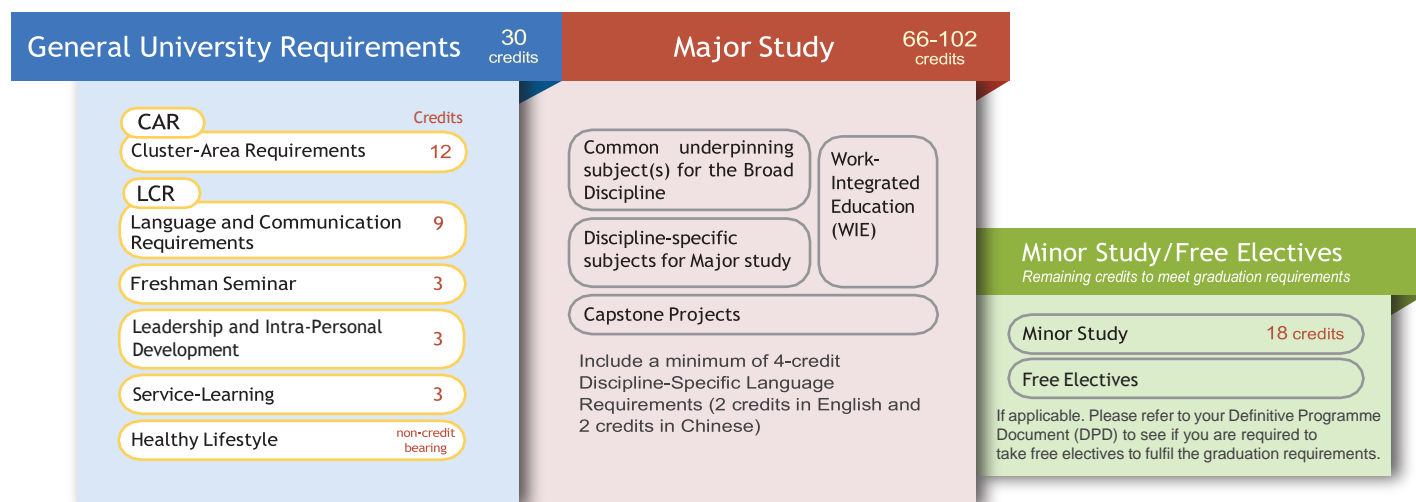 General University Requirements
30
credits
CAR
Credits
Cluster-Area Requirements 12
LCR
Language and Communication
Requirements
9
Freshman Seminar 3
Leadership and Intra-Personal
Development
3
Service-Learning 3
Healthy Lifestyle
non-credit
bearing
Major Study
66-102
credits
Common underpinning
subject(s) for the Broad
Discipline
Discipline-specific
subjects for Major study
Work-
Integrated
Education
(WIE)
Capstone Projects
Include a minimum of 4-credit
Discipline-Specific Language
Requirements (2 credits in English and
2 credits in Chinese)
Minor Study/Free Electives
Remaining credits to meet graduation requirements
Minor Study 18 credits
Free Electives
If applicable. Please refer to your Definitive Programme
Document (DPD) to see if you are required to
take free electives to fulfil the graduation requirements.